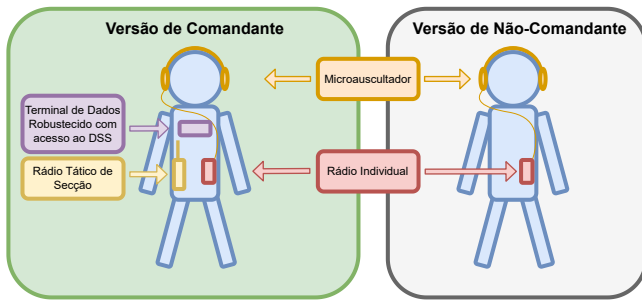 Versão de Comandante
Versão de Não-Comandante
Microauscultador
Terminal de Dados
Robustecido com
acesso ao DSS
Rádio Tático de
Secção
Rádio Individual